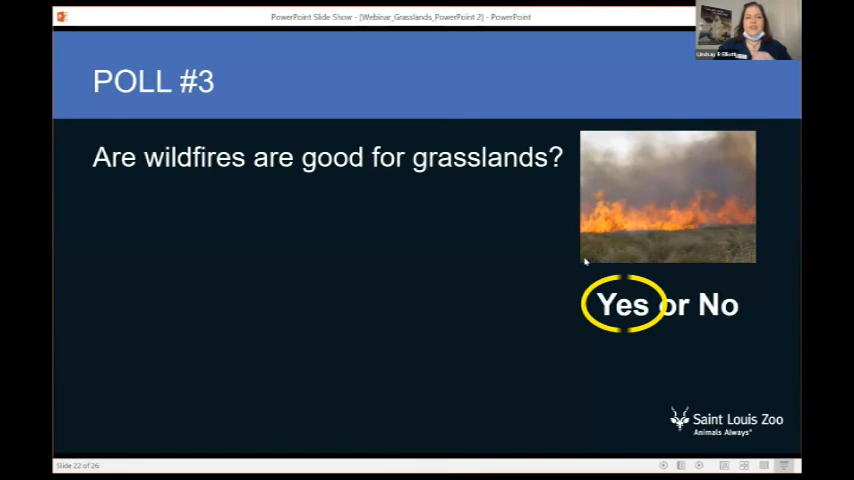 PowerPoint Slide Show - [Webinar_Grasslands_PowerPoint 2] - PowerPoint
POLL #3
Are wildfires are good for grasslands?
Yes or No
Saint Louis Zoo
Animals Always®
Slide 22 of 26